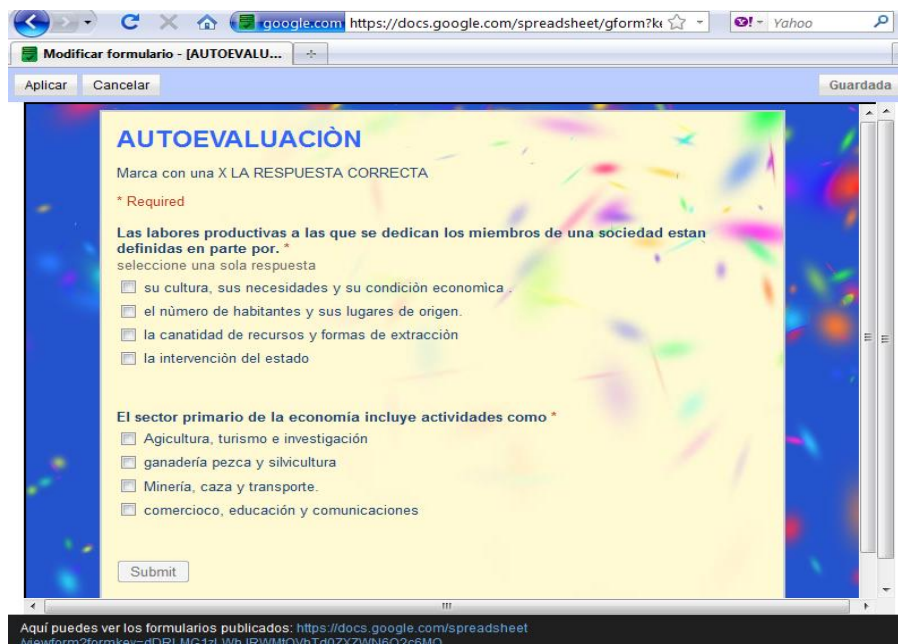 google.com https://docs.google.com/spreadsheet/gform?k
Yahoo
Modificar formulario - [AUTOEVALU...
Aplicar Cancelar Guardada
AUTOEVALUACIÒN
Marca con una X LA RESPUESTA CORRECTA
* Required
Las labores productivas a las que se dedican los miembros de una sociedad estan
definidas en parte por. *
seleccione una sola respuesta
su cultura, sus necesidades y su condiciòn economìca .
el nùmero de habitantes y sus lugares de origen.
la canatidad de recursos y formas de extracciòn
la intervenciòn del estado
El sector primario de la economía incluye actividades como *
Agicultura, turismo e investigación
ganadería pezca y silvicultura
Minería, caza y transporte.
comercioco, educación y comunicaciones
Submit
Aquí puedes ver los formularios publicados: https://docs.google.com/spreadsheet